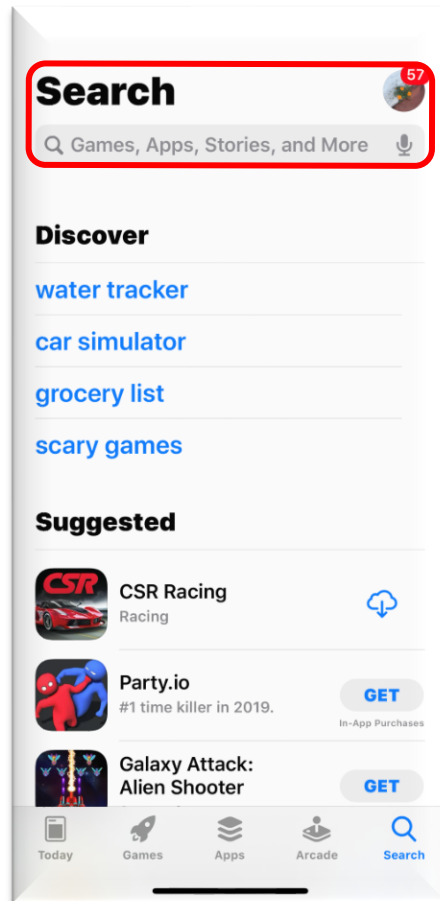 Search
57
Games, Apps, Stories, and More
Discover
water tracker
car simulator
grocery list
scary games
Suggested
CSR
CSR Racing
Racing
Party.io
#1 time killer in 2019.
GET
In-App Purchases
Galaxy Attack:
Alien Shooter
GET
Today
Games
Apps
Arcade
Search